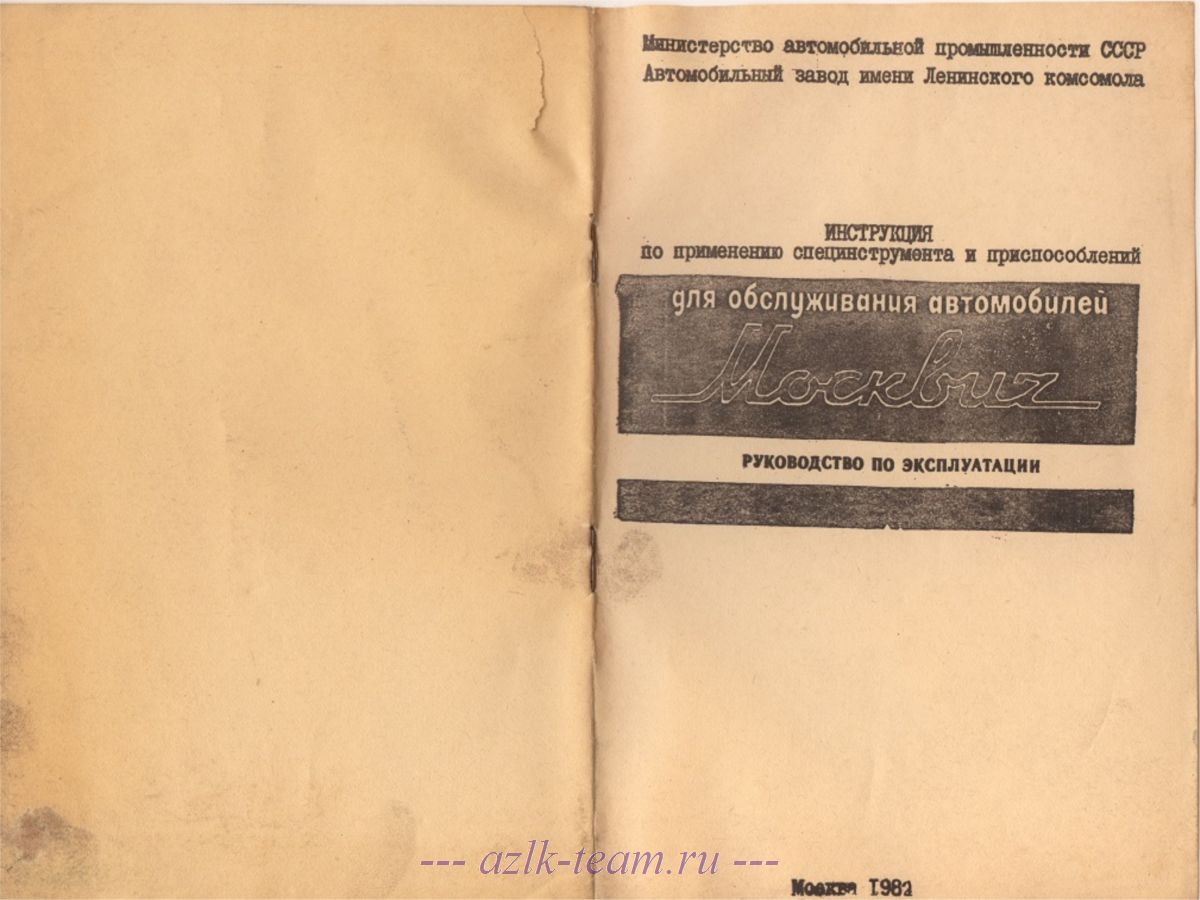 Министерство автомобильной промышленности СССР
Автомобильный завод имени Ленинского комсомола
ИНСТРУКЦИЯ
по применению специнструмента и приспособлений
для обслуживания автомобилей
Москвич
РУКОВОДСТВО ПО ЭКСПЛУАТАЦИИ
--- azlk-team.ru ---
Москва